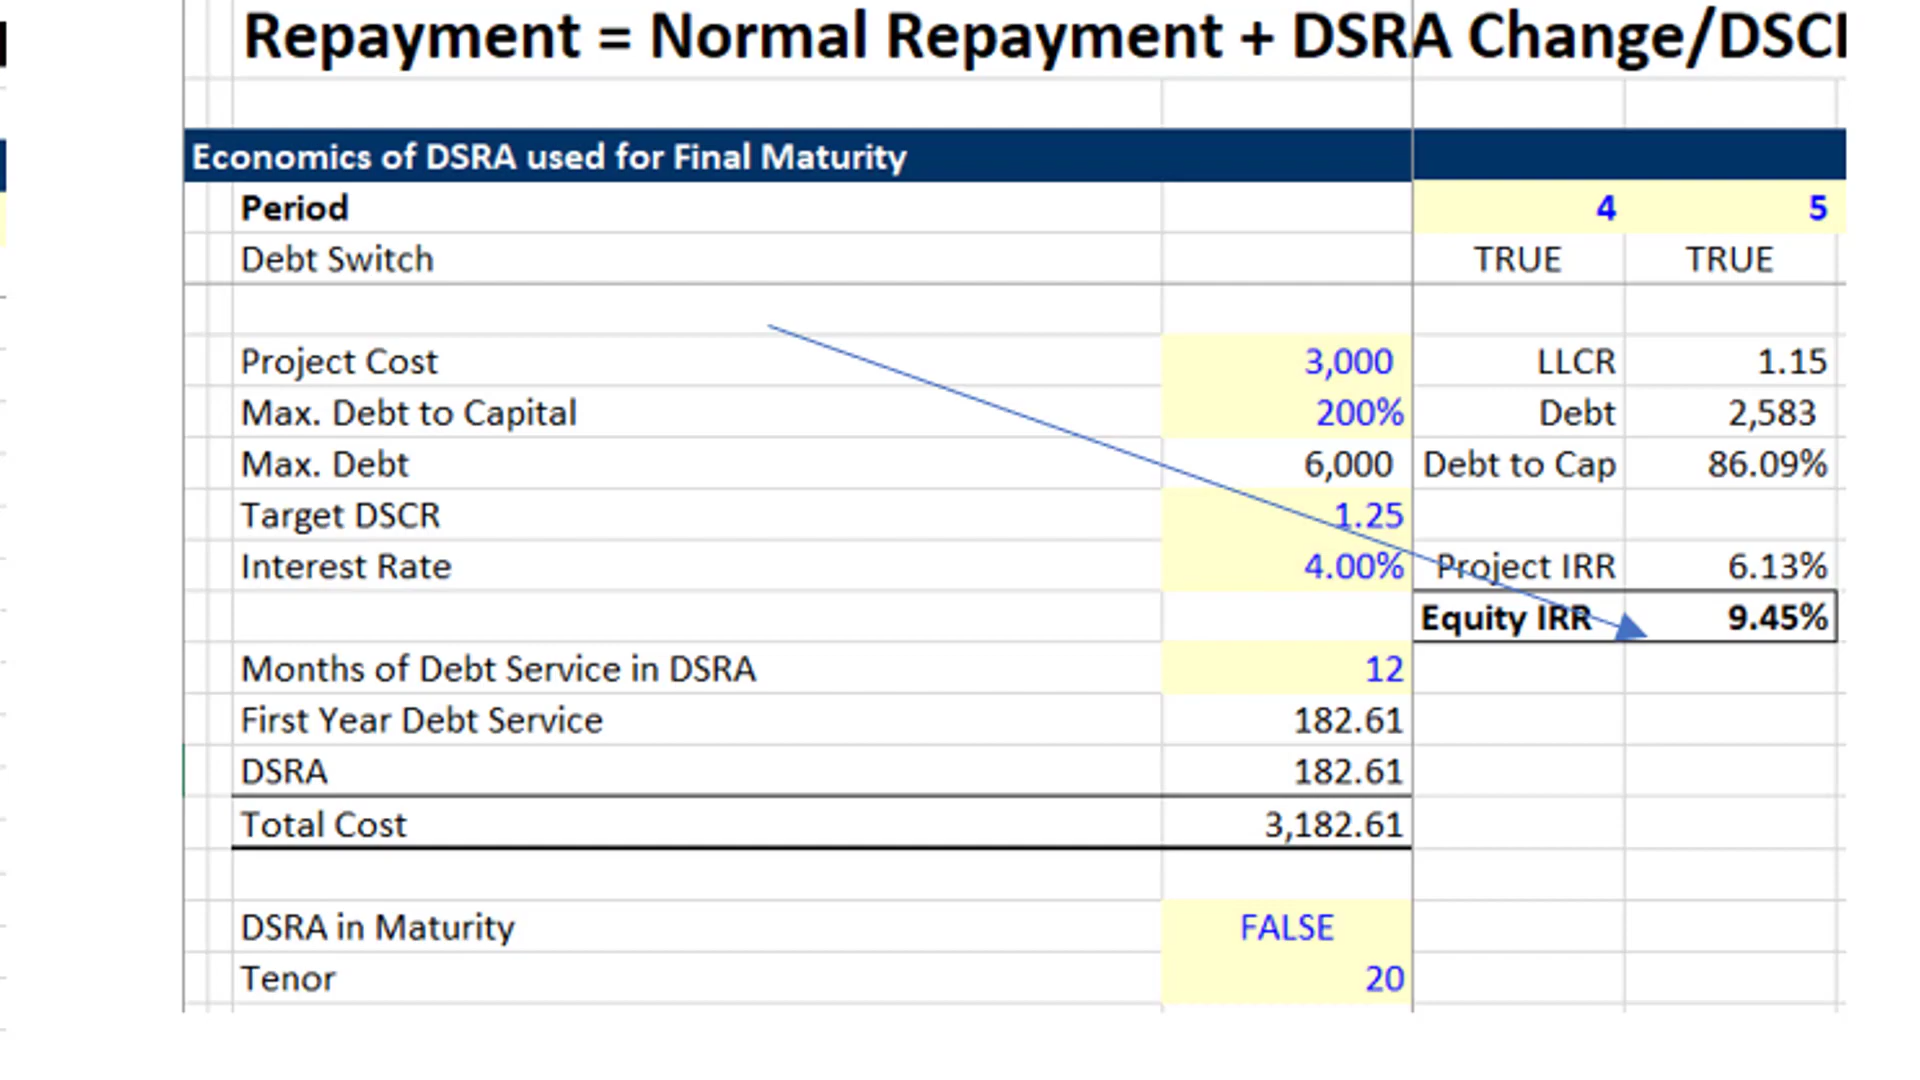 Repayment = Normal Repayment + DSRA Change/DSC
Economics of DSRA used for Final Maturity
Period 4 5
Debt Switch TRUE TRUE
Project Cost 3,000 LLCR 1.15
Max. Debt to Capital 200% Debt 2,583
Max. Debt 6,000 Debt to Cap 86.09%
Target DSCR 1.25
Interest Rate 4.00% Project IRR 6.13%
Equity IRR 9.45%
Months of Debt Service in DSRA 12
First Year Debt Service 182.61
DSRA 182.61
Total Cost 3,182.61
DSRA in Maturity FALSE
Tenor 20